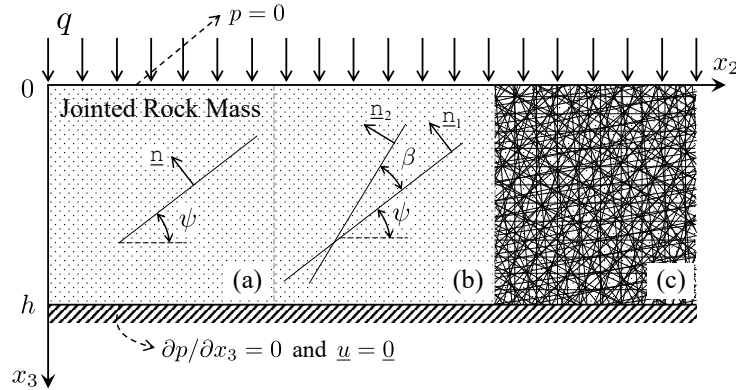 q
p = 0
x₂
0
Jointed Rock Mass
n
ψ
n₂
n₁
β
ψ
(a)
(b)
(c)
h
∂p/∂x₃ = 0 and u = 0
x₃